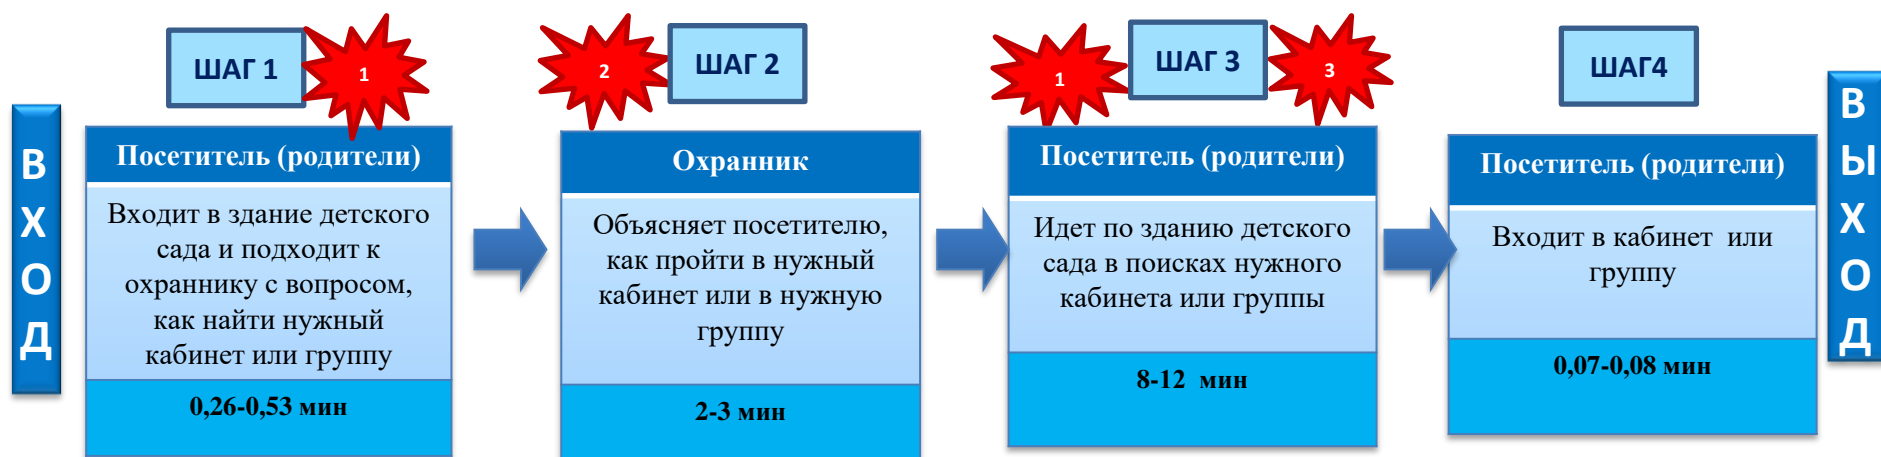 ВХОД
ШАГ 1
1
Посетитель (родители)
Входит в здание детского
сада и подходит к
охраннику с вопросом,
как найти нужный
кабинет или группу
0,26-0,53 мин
2
ШАГ 2
Охранник
Объясняет посетителю,
как пройти в нужный
кабинет или в нужную
группу
2-3 мин
1
ШАГ 3
3
Посетитель (родители)
Идет по зданию детского
сада в поисках нужного
кабинета или группы
8-12 мин
ШАГ4
Посетитель (родители)
Входит в кабинет или
группу
0,07-0,08 мин
ВЫХОД